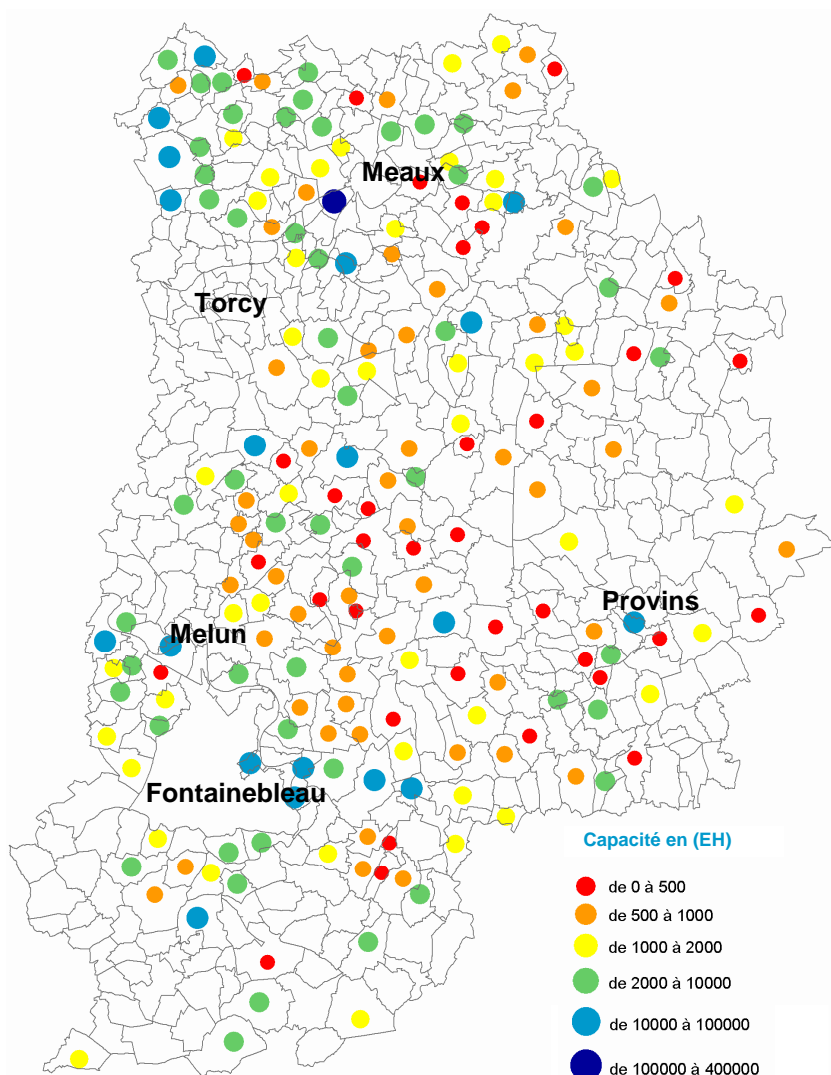 Meaux
Torcy
Provins
Melun
Fontainebleau
Capacité en (EH)
de 0 à 500
de 500 à 1000
de 1000 à 2000
de 2000 à 10000
de 10000 à 100000
de 100000 à 400000